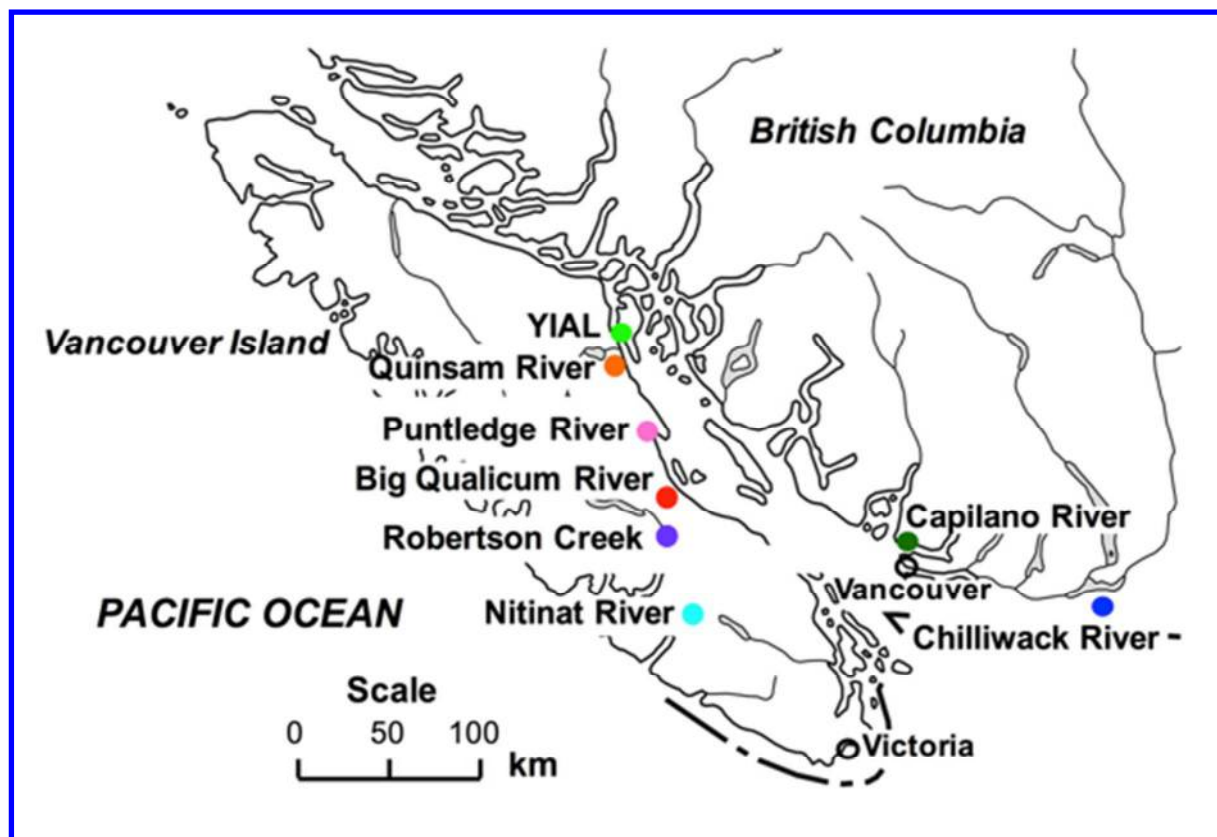 British Columbia
Vancouver Island
YIAL
Quinsam River
Puntledge River
Big Qualicum River
Robertson Creek
Capilano River
Vancouver
PACIFIC OCEAN
Nitinat River
Chilliwack River
Scale
0 50 100
km
Victoria